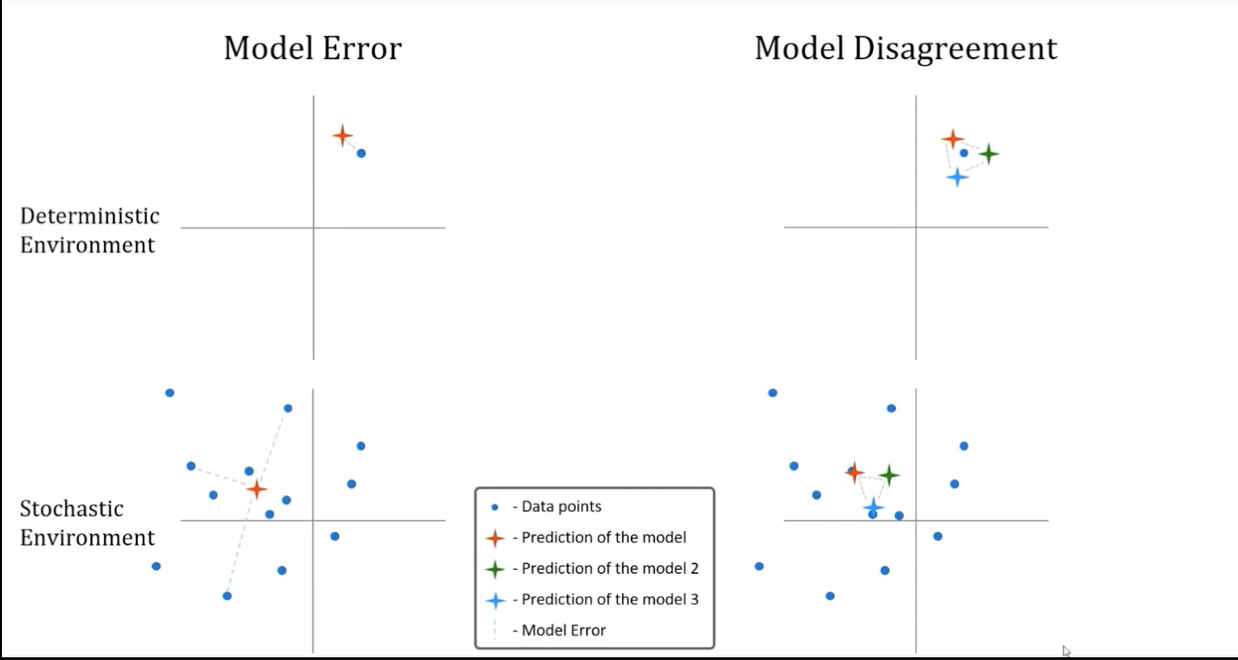 Model Error
Model Disagreement
Deterministic
Environment
Stochastic
Environment
- Data points
- Prediction of the model
- Prediction of the model 2
- Prediction of the model 3
- Model Error